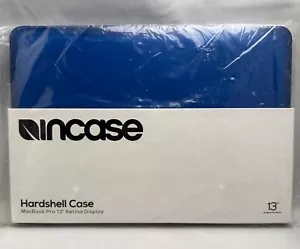 incase
Hardshell Case
MacBook Pro 13" Retina Display
13"